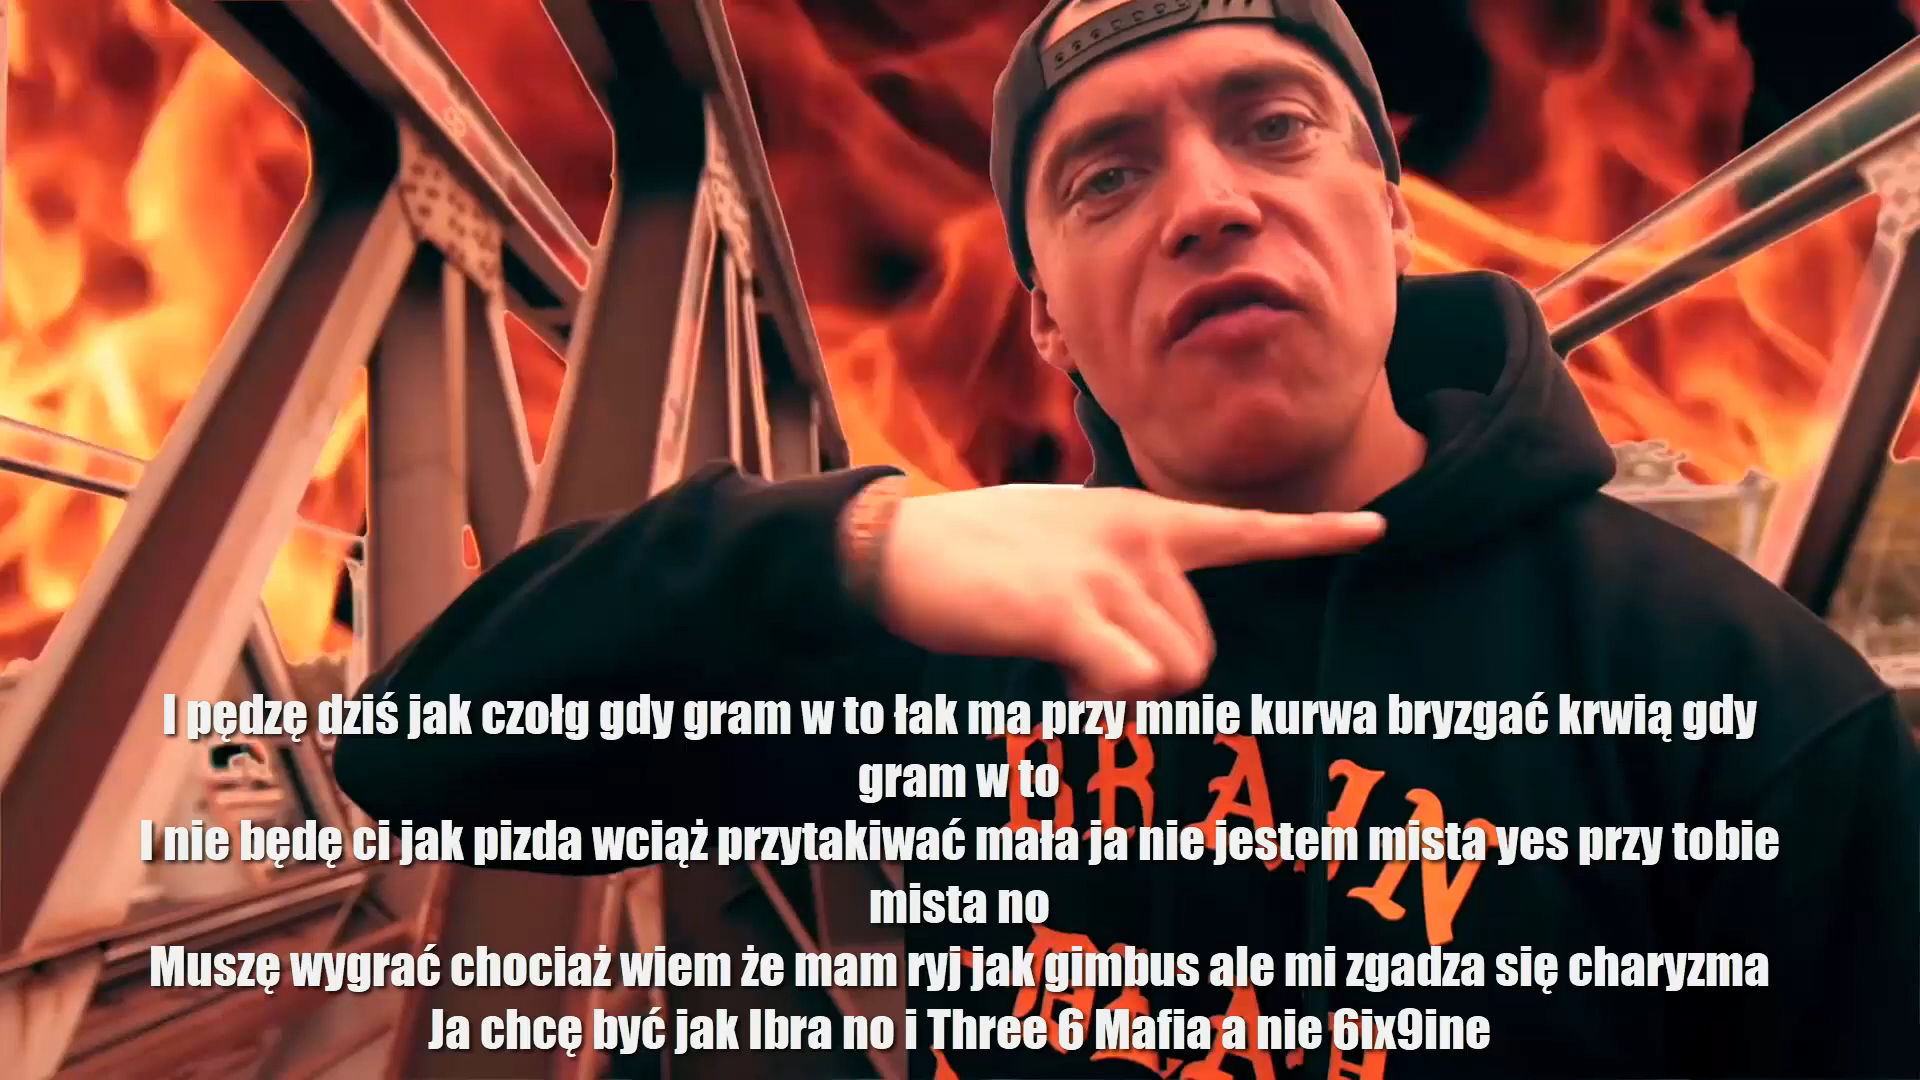 I pędzę dziś jak czołg gdy gram w to łak ma przy mnie kurwa bryzgać krwią gdy
gram w to
I nie będę ci jak pizda wciąż przytakiwać mała ja nie jestem mista yes przy tobie
mista no
Muszę wygrać chociaż wiem że mam ryj jak gimbus ale mi zgadza się charyzma
Ja chcę być jak Ibra no i Three 6 Mafia a nie 6ix9ine
BRAIN
DEAD